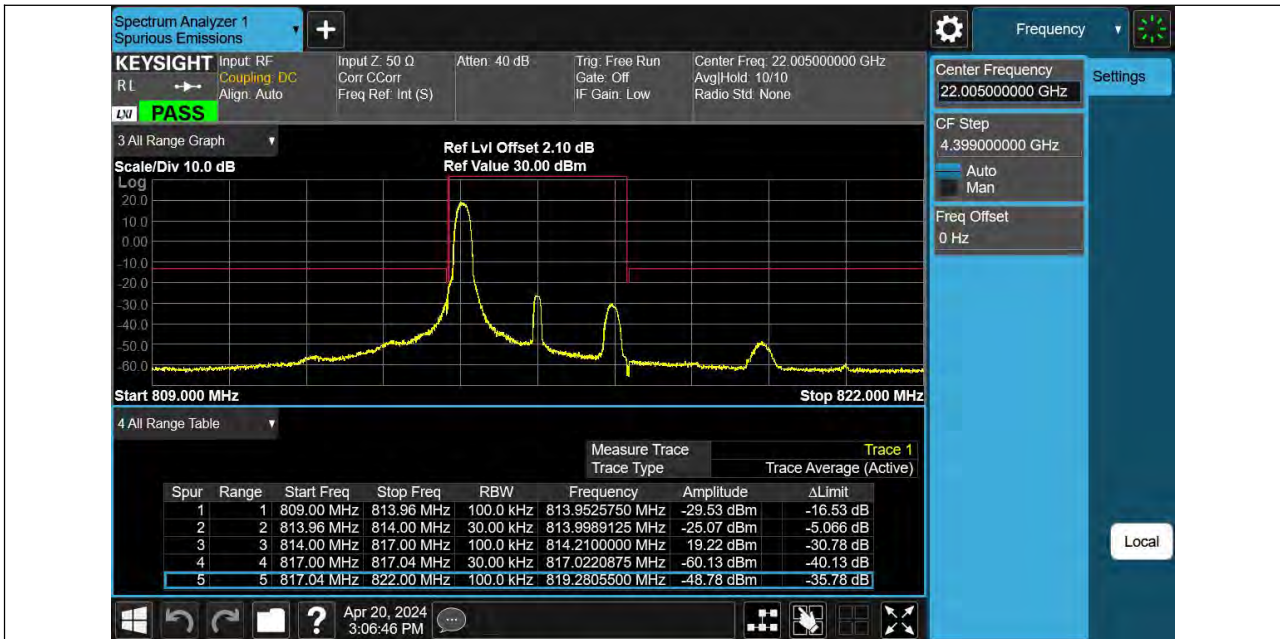 Spectrum Analyzer 1
Spurious Emissions
+
Frequency
KEYSIGHT
RL
LXI
PASS
Input: RF
Coupling: DC
Align: Auto
Input Z: 50 Ω
Corr CCorr
Freq Ref: Int (S)
Atten: 40 dB
Trig: Free Run
Gate: Off
IF Gain: Low
Center Freq: 22.005000000 GHz
Avg|Hold: 10/10
Radio Std: None
Center Frequency
22.005000000 GHz
Settings
CF Step
4.399000000 GHz
Auto
Man
Freq Offset
0 Hz
3 All Range Graph
Ref Lvl Offset 2.10 dB
Scale/Div 10.0 dB
Ref Value 30.00 dBm
Log
20.0
10.0
0.00
-10.0
-20.0
-30.0
-40.0
-50.0
-60.0
Start 809.000 MHz
Stop 822.000 MHz
4 All Range Table
Measure Trace Trace 1
Trace Type Trace Average (Active)
Spur Range Start Freq Stop Freq RBW Frequency Amplitude ΔLimit
1 1 809.00 MHz 813.96 MHz 100.0 kHz 813.9525750 MHz -29.53 dBm -16.53 dB
2 2 813.96 MHz 814.00 MHz 30.00 kHz 813.9989125 MHz -25.07 dBm -5.066 dB
3 3 814.00 MHz 817.00 MHz 100.0 kHz 814.2100000 MHz 19.22 dBm -30.78 dB
4 4 817.00 MHz 817.04 MHz 30.00 kHz 817.0220875 MHz -60.13 dBm -40.13 dB
5 5 817.04 MHz 822.00 MHz 100.0 kHz 819.2805500 MHz -48.78 dBm -35.78 dB
Local
?
Apr 20, 2024
3:06:46 PM